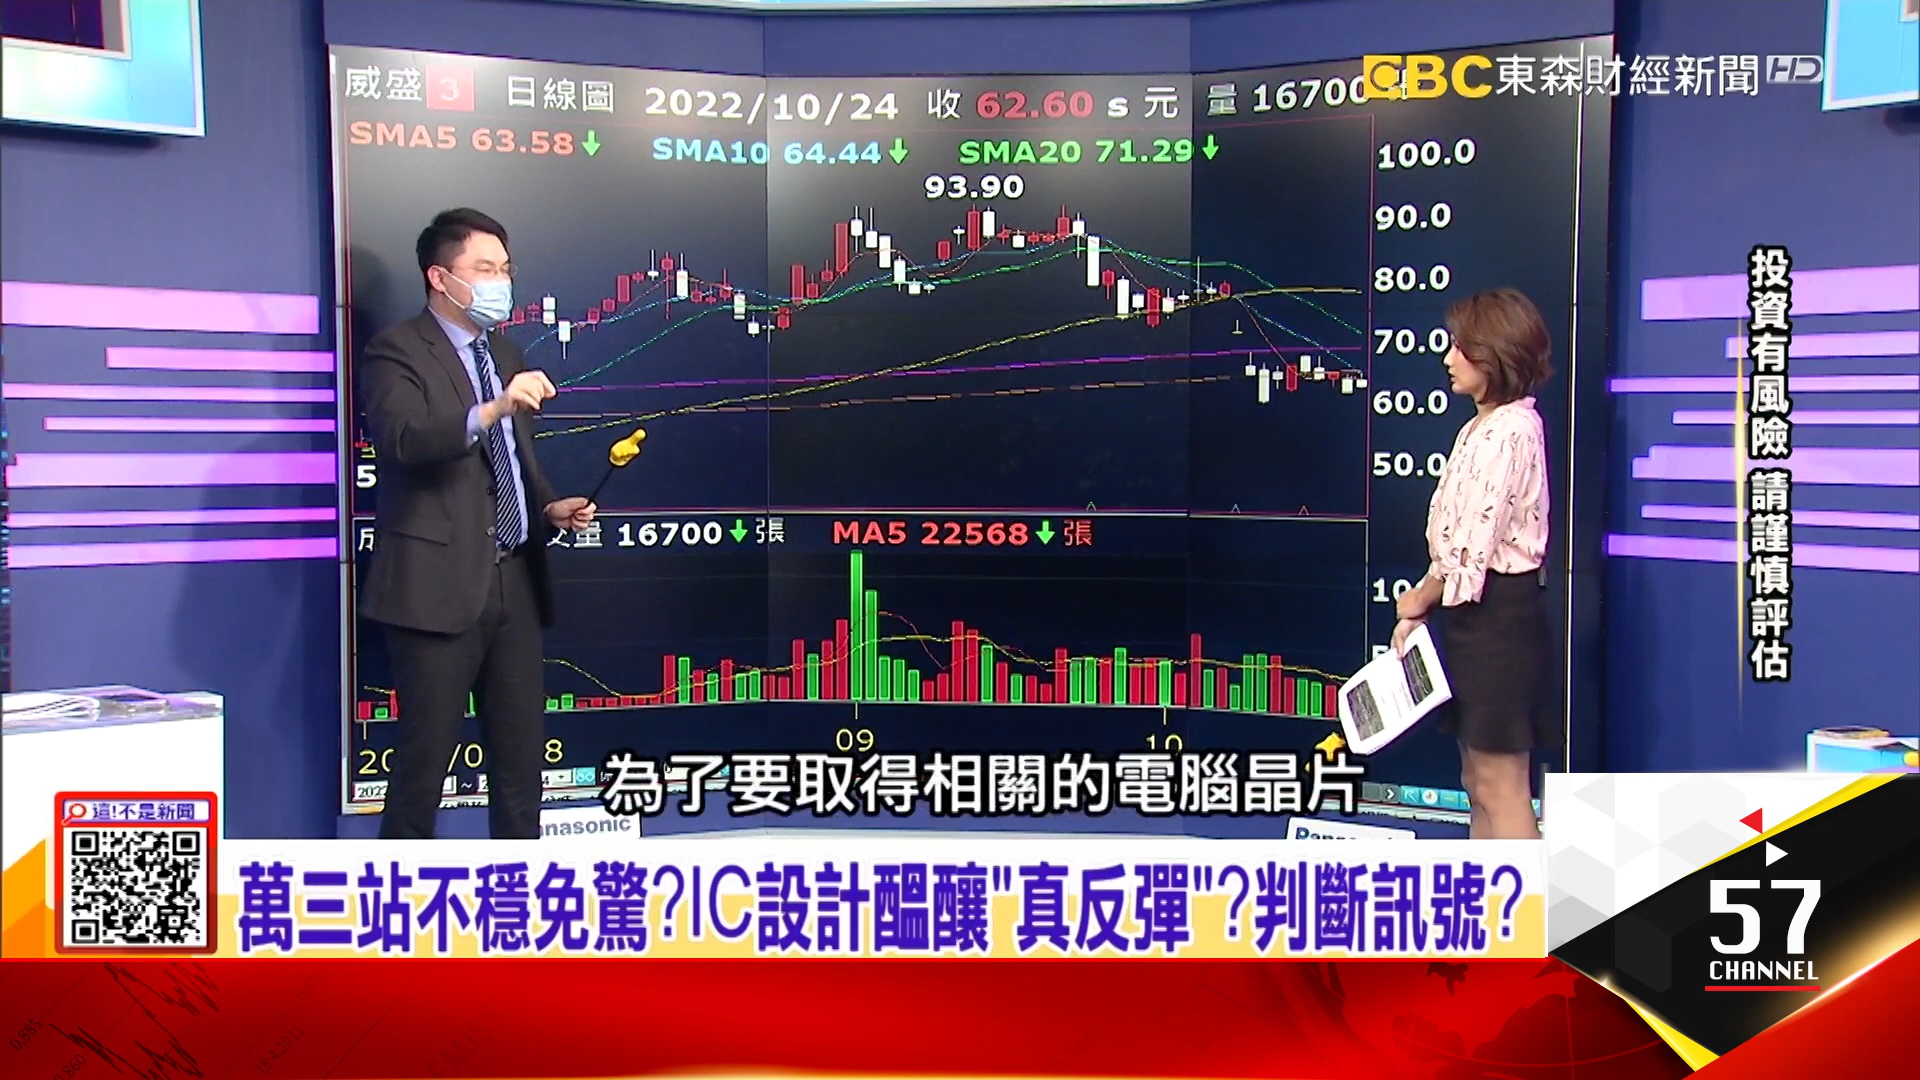 威盛 3 日線圖 2022/10/24 收 62.60 s 元 量 16700
EBC 東森財經新聞 HD
SMA5 63.58↓ SMA10 64.44↓ SMA20 71.29↓
93.90
100.0
90.0
80.0
70.0
60.0
50.0
投資有風險 請謹慎評估
量 16700↓張 MA5 22568↓張
09
10
為了要取得相關的電腦晶片
Panasonic
這!不是新聞
萬三站不穩免驚?IC設計醞釀"真反彈"?判斷訊號?
57
CHANNEL